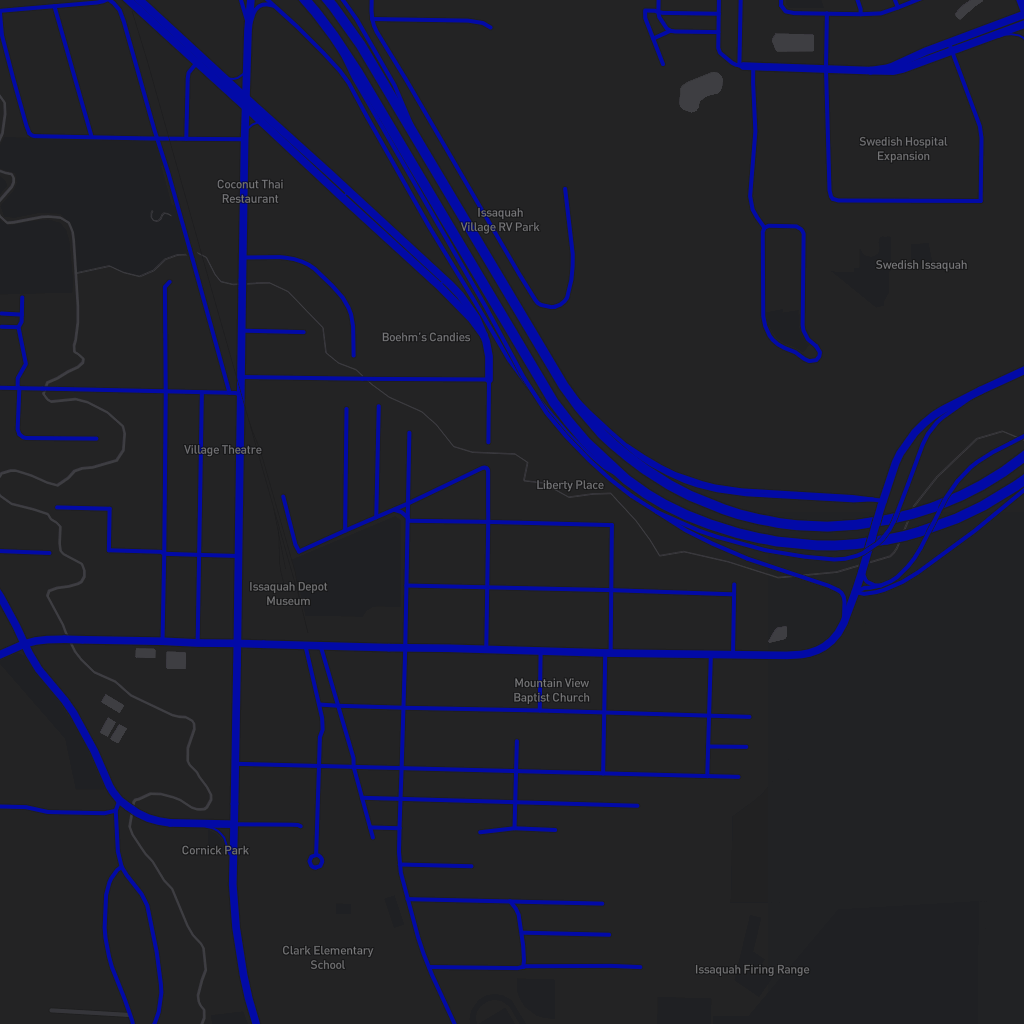 Swedish Hospital
Expansion
Coconut Thai
Restaurant
Issaquah
Village RV Park
Swedish Issaquah
Boehm's Candies
Village Theatre
Liberty Place
Issaquah Depot
Museum
Mountain View
Baptist Church
Cornick Park
Clark Elementary
School
Issaquah Firing Range